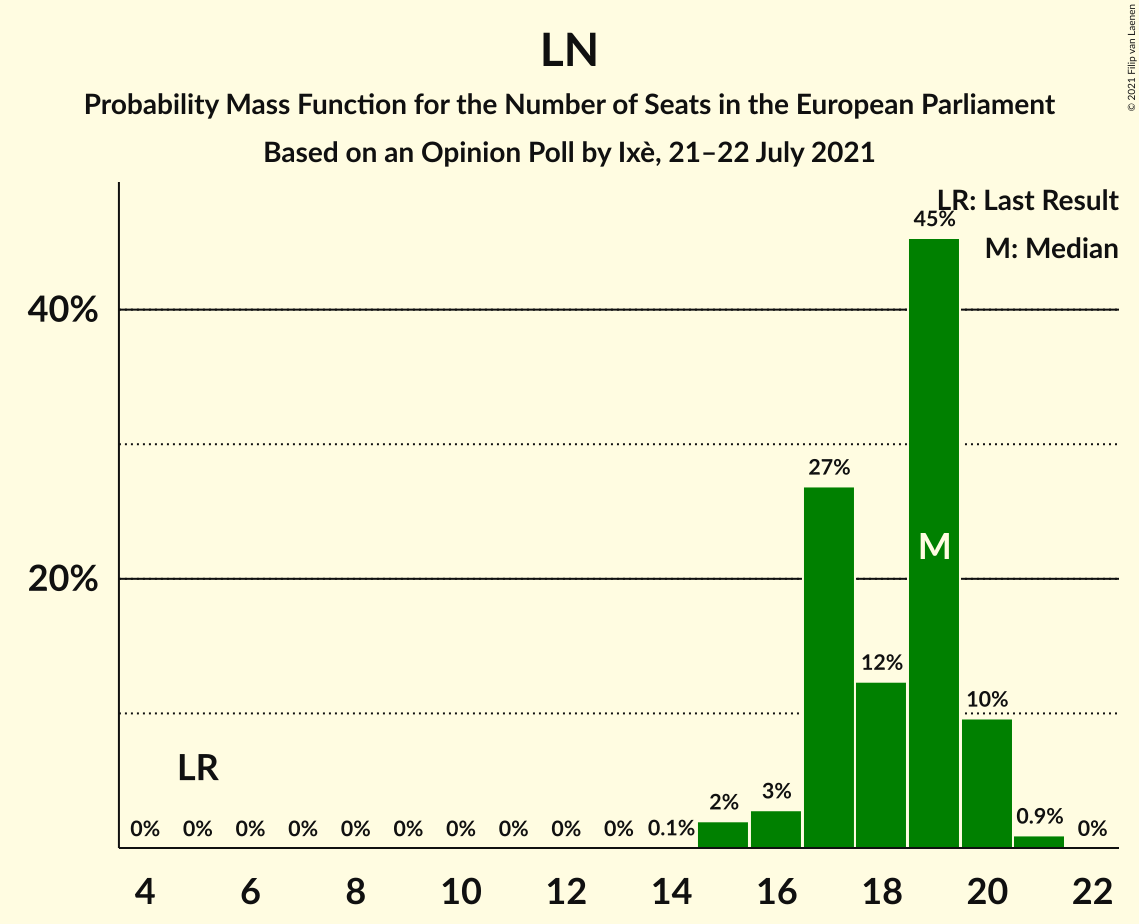 LN
Probability Mass Function for the Number of Seats in the European Parliament
Based on an Opinion Poll by Ixè, 21–22 July 2021
© 2021 Filip van Laenen
LR: Last Result
M: Median
45%
40%
27%
M
20%
12%
10%
LR
0% 0% 0% 0% 0% 0% 0% 0% 0% 0% 0.1% 2% 3% 0.9% 0%
4 6 8 10 12 14 16 18 20 22